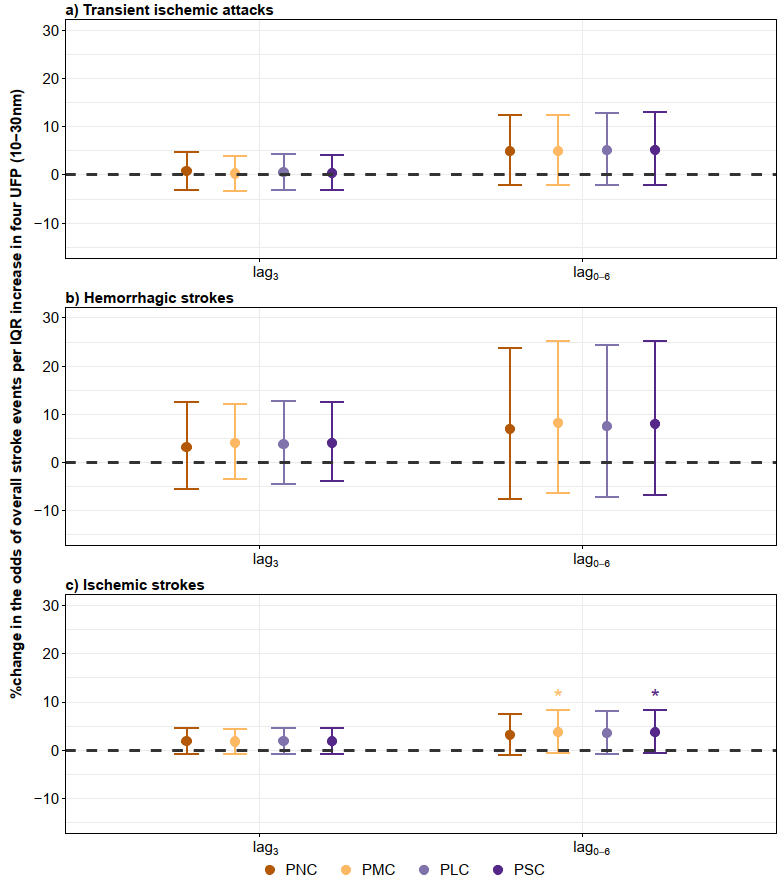 %change in the odds of overall stroke events per IQR increase in four UFP (10−30nm)
a) Transient ischemic attacks
30
20
10
0
−10
lag₃ lag₀₋₆
b) Hemorrhagic strokes
30
20
10
0
−10
lag₃ lag₀₋₆
c) Ischemic strokes
30
20
* *
10
0
−10
lag₃ lag₀₋₆
PNC PMC PLC PSC